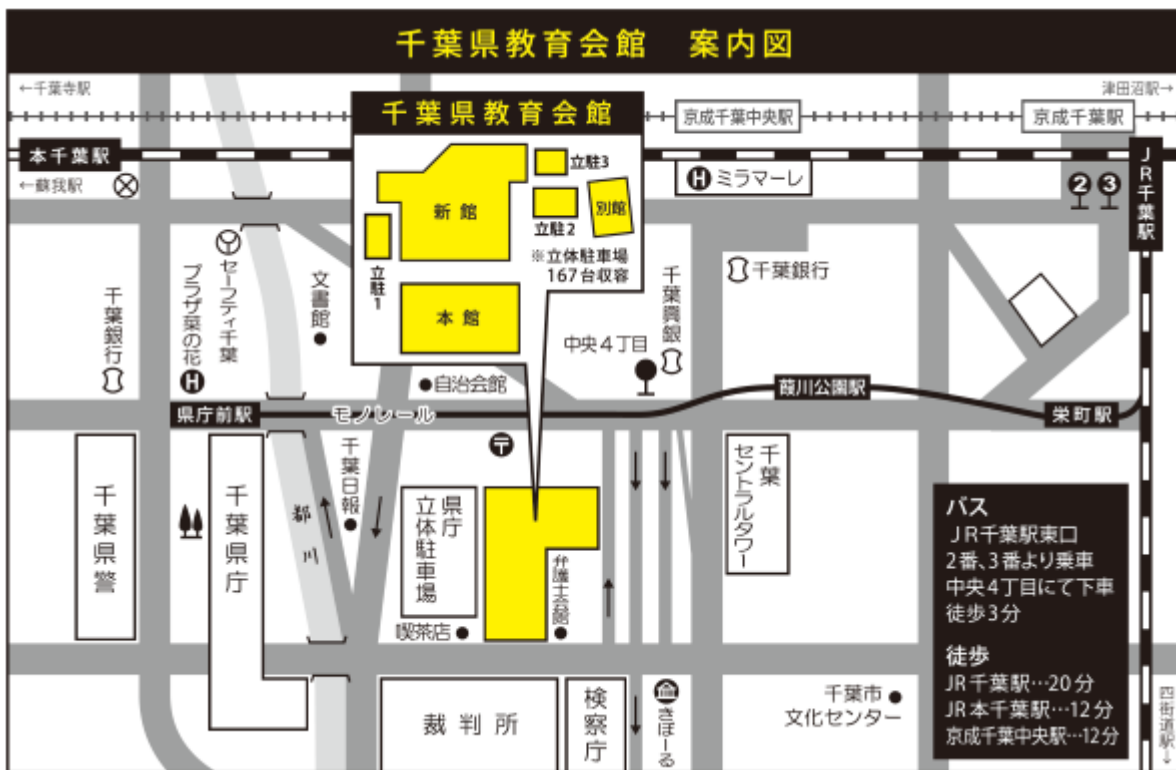 千葉県教育会館　案内図
←千葉寺駅
津田沼駅→
千葉県教育会館
京成千葉中央駅
京成千葉駅
本千葉駅
JR千葉駅
←蘇我駅
Hミラマーレ
2 3
新館
立駐3
立駐2
別館
立駐1
※立体駐車場
167台収容
本館
セーフティ千葉
プラザ菜の花
H
文書館
千葉銀行
千葉興銀
千葉銀行
中央4丁目
自治会館
県庁前駅
モノレール
葭川公園駅
栄町駅
〒
千葉県警
千葉県庁
都川
千葉日報
県庁
立体駐車場
弁護士会館
喫茶店
千葉
セントラルタワー
裁判所
検察庁
きぼーる
千葉市
文化センター
バス
JR千葉駅東口
2番、3番より乗車
中央4丁目にて下車
徒歩3分
徒歩
JR千葉駅…20分
JR本千葉駅…12分
京成千葉中央駅…12分
四街道駅→